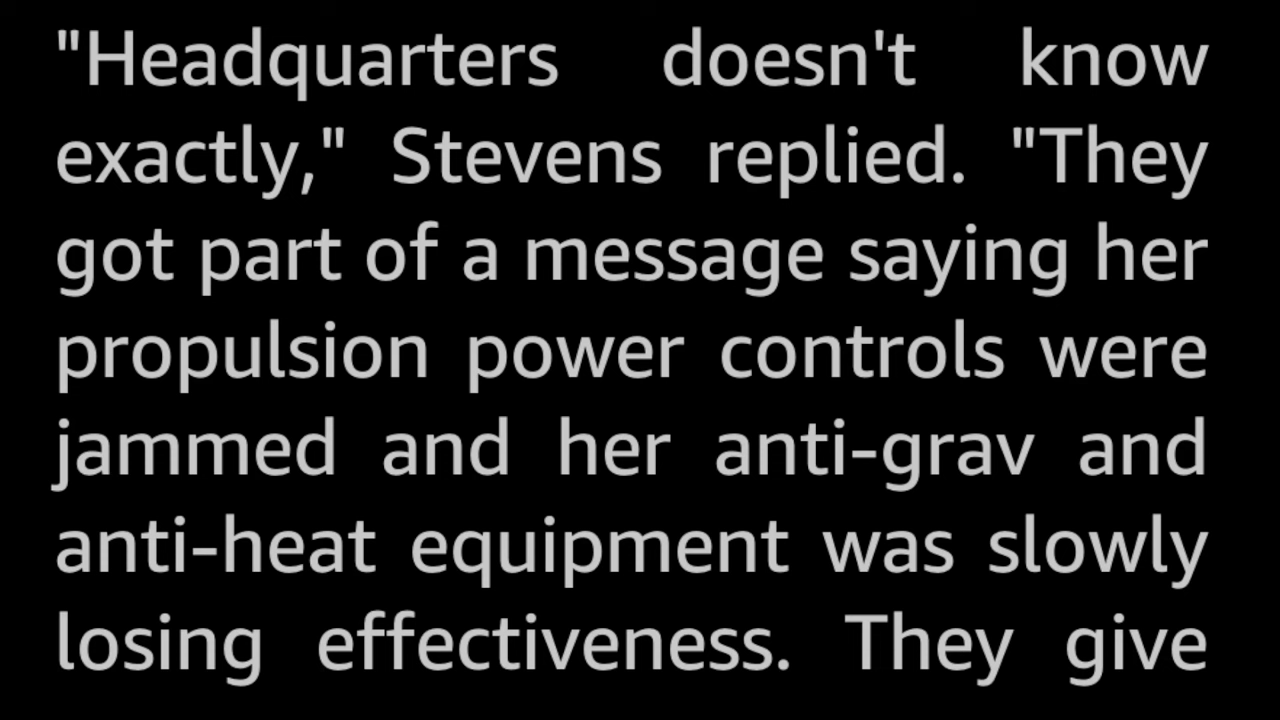 "Headquarters doesn't know
exactly," Stevens replied. "They
got part of a message saying her
propulsion power controls were
jammed and her anti-grav and
anti-heat equipment was slowly
losing effectiveness. They give